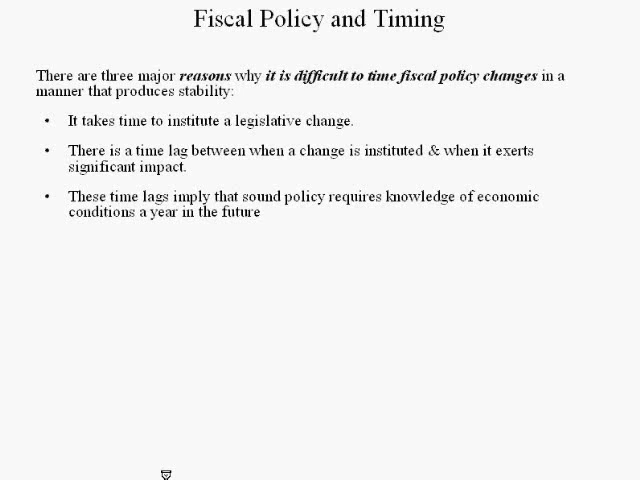 Fiscal Policy and Timing
There are three major reasons why it is difficult to time fiscal policy changes in a
manner that produces stability:
• It takes time to institute a legislative change.
• There is a time lag between when a change is instituted & when it exerts
significant impact.
• These time lags imply that sound policy requires knowledge of economic
conditions a year in the future